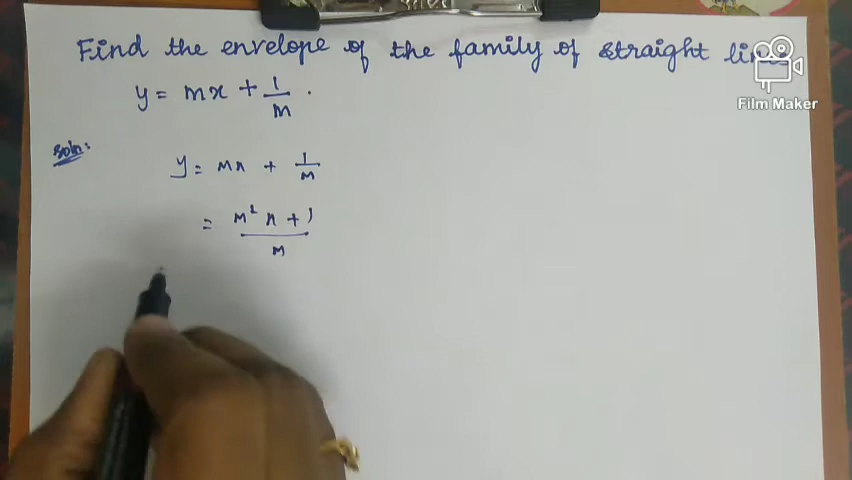 Find the envelope of the family of straight lines
y = mx + 1/m .
Soln:
y = mx + 1/m
= m²x + 1 / m
Film Maker